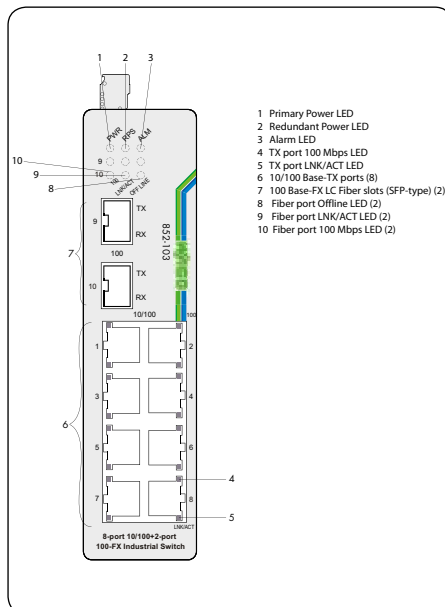 1 2 3
PWR RPS ALM
9
10
10
9
8
100 LNK/ACT OFF LINE
9 TX
RX
100
7
10 TX
RX
852-103
10/100 100
1 2
3 4
6
5 6
4
7 8
5
LNK/ACT
8-port 10/100+2-port
100-FX Industrial Switch
1 Primary Power LED
2 Redundant Power LED
3 Alarm LED
4 TX port 100 Mbps LED
5 TX port LNK/ACT LED
6 10/100 Base-TX ports (8)
7 100 Base-FX LC Fiber slots (SFP-type) (2)
8 Fiber port Offline LED (2)
9 Fiber port LNK/ACT LED (2)
10 Fiber port 100 Mbps LED (2)